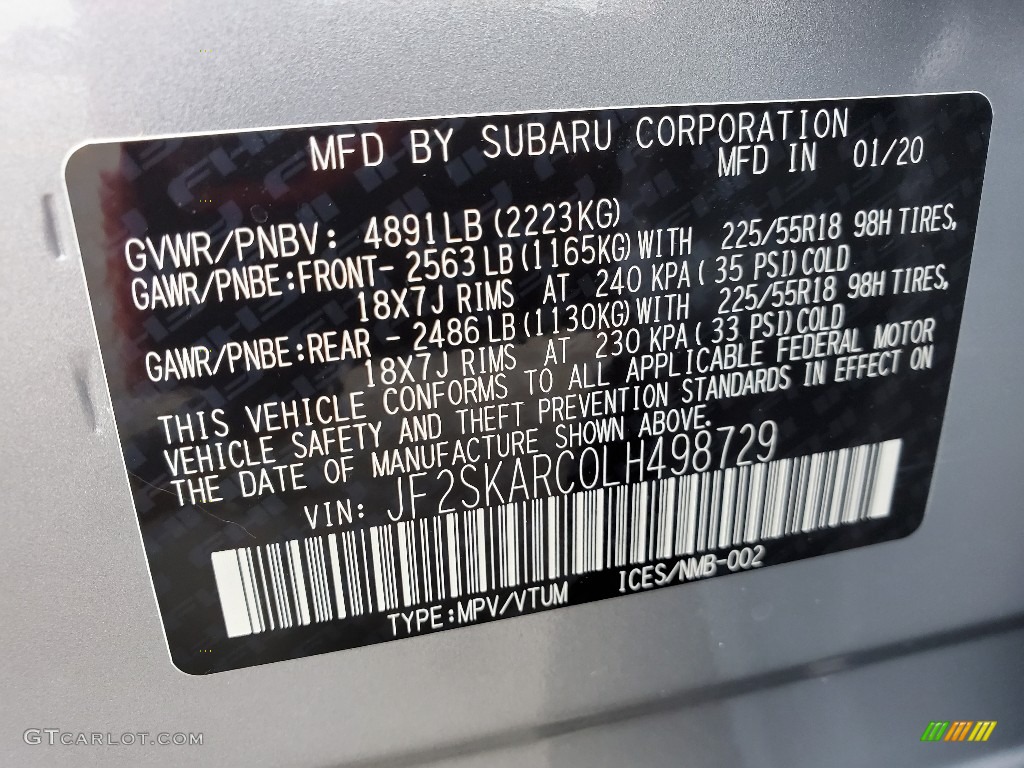 MFD BY SUBARU CORPORATION
MFD IN 01/20
GVWR/PNBV: 4891LB (2223KG)
GAWR/PNBE:FRONT- 2563 LB (1165KG) WITH 225/55R18 98H TIRES,
18X7J RIMS AT 240 KPA ( 35 PSI) COLD
GAWR/PNBE:REAR - 2486 LB (1130KG) WITH 225/55R18 98H TIRES,
18X7J RIMS AT 230 KPA ( 33 PSI) COLD
THIS VEHICLE CONFORMS TO ALL APPLICABLE FEDERAL MOTOR
VEHICLE SAFETY AND THEFT PREVENTION STANDARDS IN EFFECT ON
THE DATE OF MANUFACTURE SHOWN ABOVE.
VIN: JF2SKARC0LH498729
TYPE:MPV/VTUM ICES/NMB-002
GTCARLOT.COM